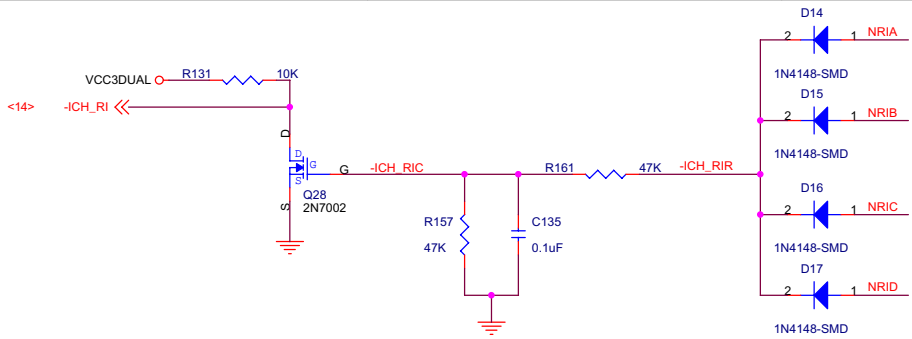 D14
2 1 NRIA
1N4148-SMD
VCC3DUAL R131 10K
<14> -ICH_RI
D15
2 1 NRIB
1N4148-SMD
D
D
G
S
G -ICH_RIC R161 47K -ICH_RIR
S
Q28
2N7002
R157
47K
C135
0.1uF
D16
2 1 NRIC
1N4148-SMD
D17
2 1 NRID
1N4148-SMD